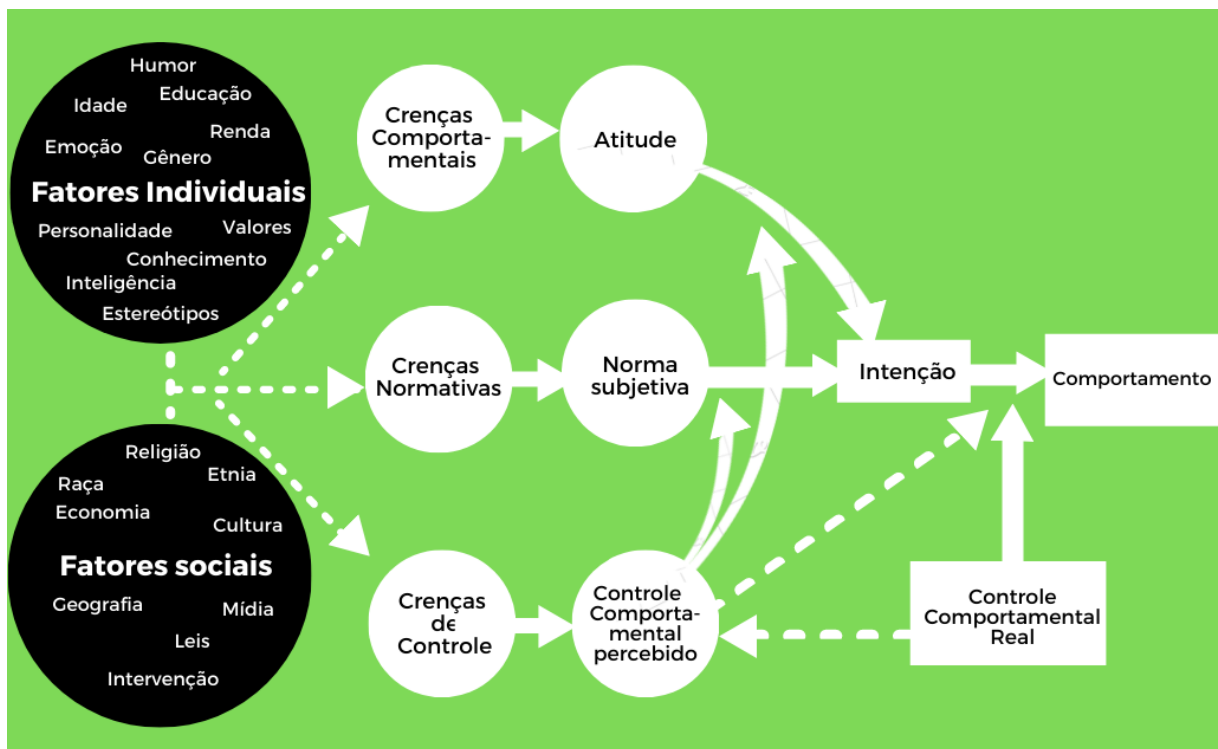 Humor
Educação
Idade
Renda
Emoção
Gênero
Fatores Individuais
Personalidade
Valores
Conhecimento
Inteligência
Estereótipos
Religião
Etnia
Raça
Economia
Cultura
Fatores sociais
Geografia
Mídia
Leis
Intervenção
Crenças
Comporta-
mentais
Atitude
Crenças
Normativas
Norma
subjetiva
Intenção
Comportamento
Crenças
de
Controle
Controle
Comporta-
mental
percebido
Controle
Comportamental
Real